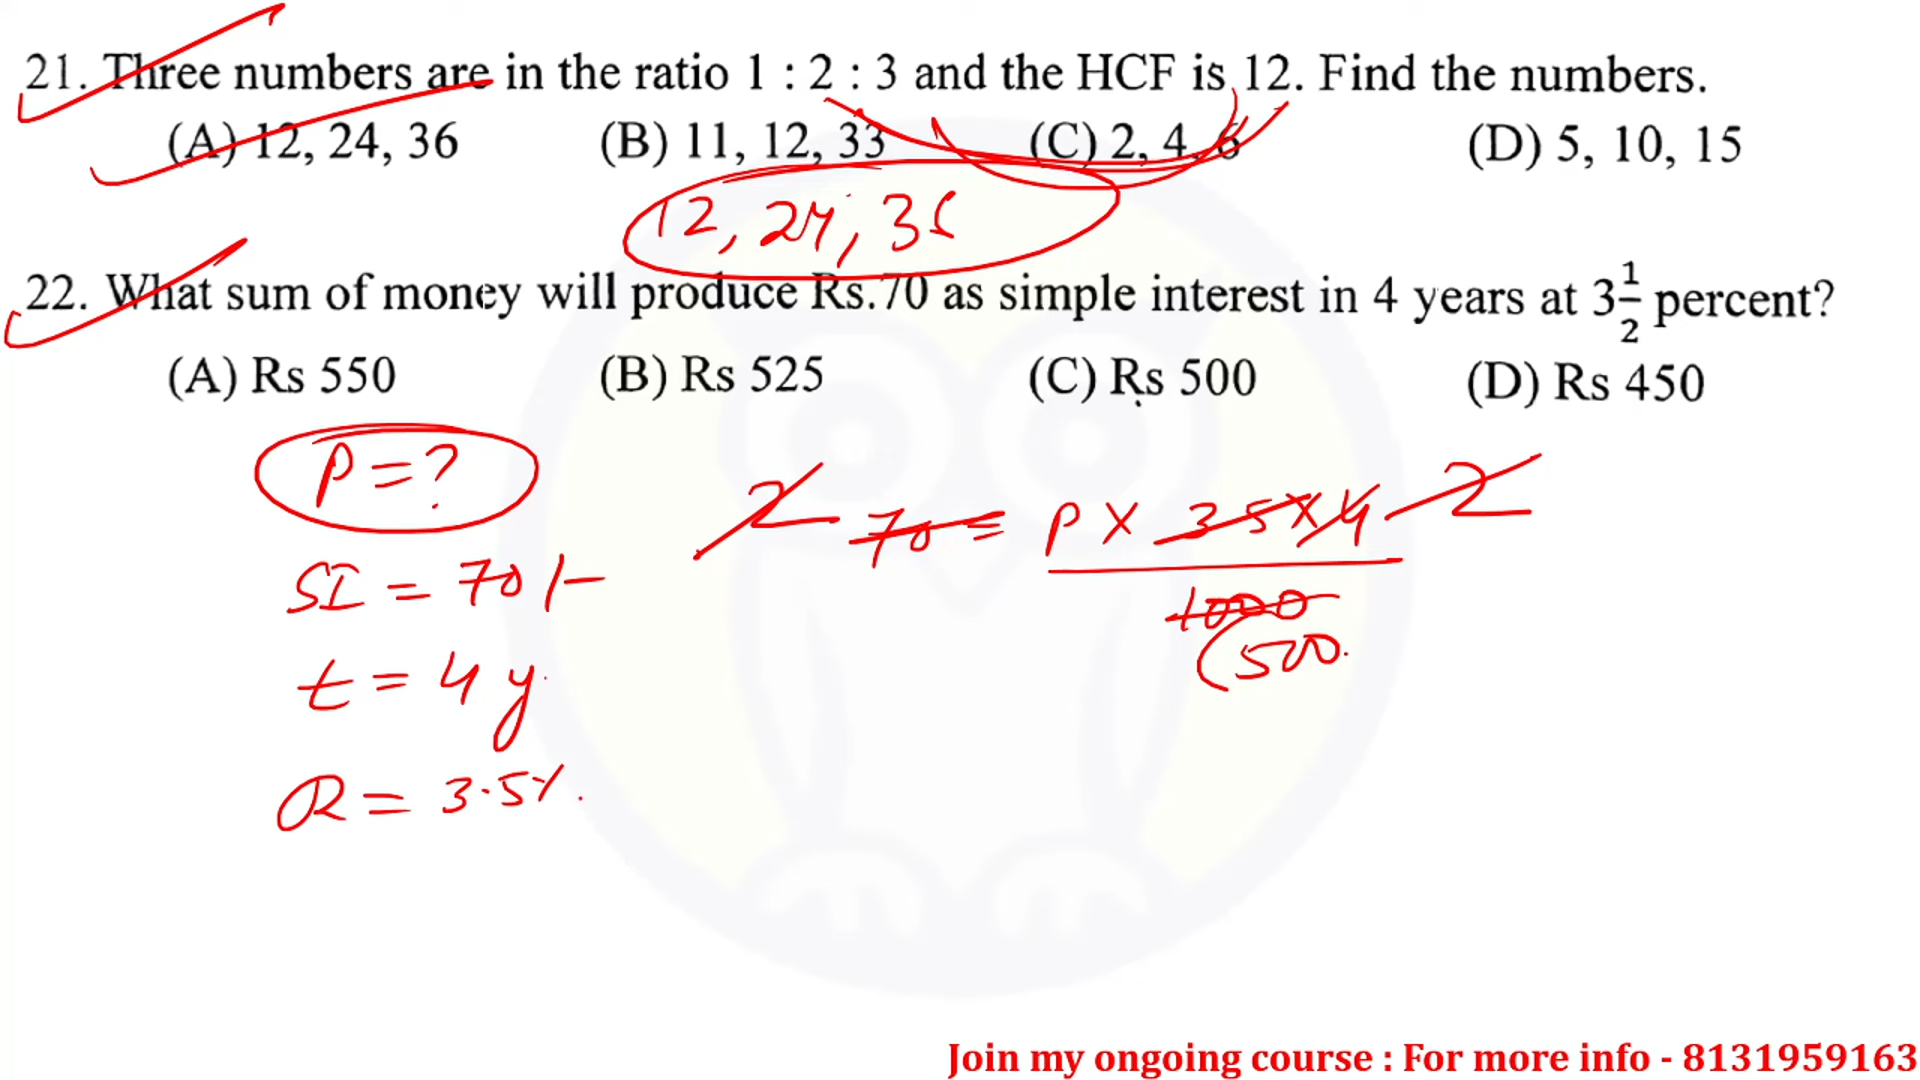 21. Three numbers are in the ratio 1 : 2 : 3 and the HCF is 12. Find the numbers.
(A) 12, 24, 36 (B) 11, 12, 33 (C) 2, 4, 6 (D) 5, 10, 15
12, 24, 36
22. What sum of money will produce Rs.70 as simple interest in 4 years at 3 1/2 percent?
(A) Rs 550 (B) Rs 525 (C) Rs 500 (D) Rs 450
P = ?
2 70 = P × 35 × 4 2
1000
500.
SI = 70/-
t = 4 y
R = 3.5%.
Join my ongoing course : For more info - 8131959163